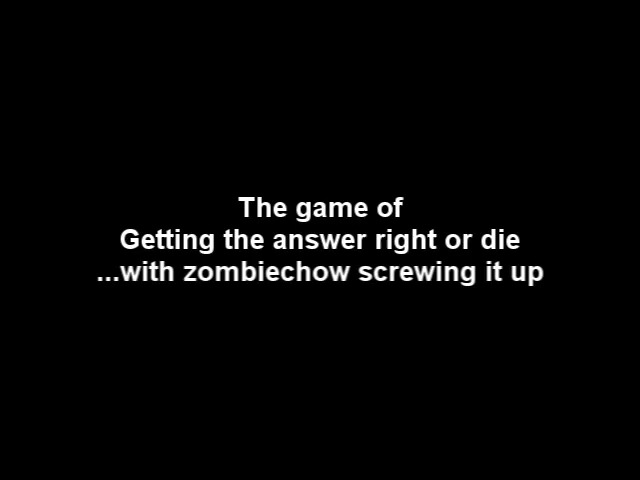 The game of
Getting the answer right or die
...with zombiechow screwing it up